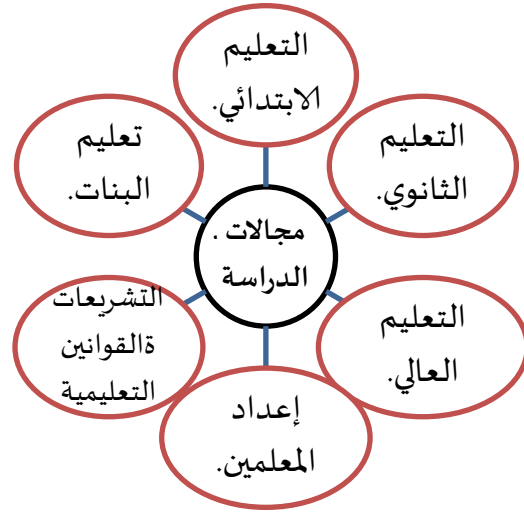 التعليم
الابتدائي.
التعليم
الثانوي.
التعليم
العالي.
إعداد
المعلمين.
التشريعات
ةالقوانين
التعليمية
تعليم
البنات.
مجالات .
الدراسة